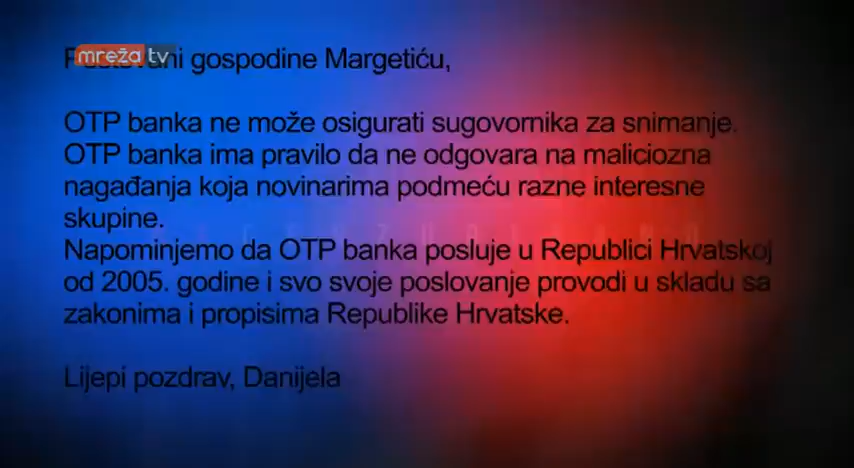 mreža tv
gospodine Margetiću,
OTP banka ne može osigurati sugovornika za snimanje.
OTP banka ima pravilo da ne odgovara na maliciozna
nagađanja koja novinarima podmeću razne interesne
skupine.
Napominjemo da OTP banka posluje u Republici Hrvatskoj
od 2005. godine i svo svoje poslovanje provodi u skladu sa
zakonima i propisima Republike Hrvatske.
Lijepi pozdrav, Danijela